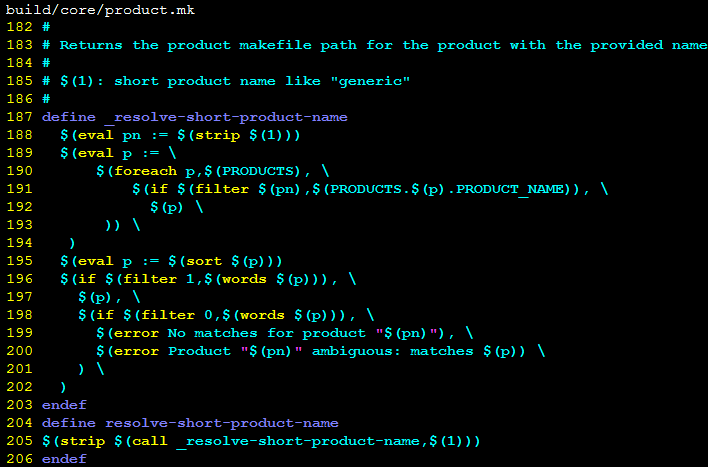 build/core/product.mk
182 #
183 # Returns the product makefile path for the product with the provided name
184 #
185 # $(1): short product name like "generic"
186 #
187 define _resolve-short-product-name
188   $(eval pn := $(strip $(1)))
189   $(eval p := \
190       $(foreach p,$(PRODUCTS), \
191           $(if $(filter $(pn),$(PRODUCTS.$(p).PRODUCT_NAME)), \
192             $(p) \
193        )) \
194    )
195   $(eval p := $(sort $(p)))
196   $(if $(filter 1,$(words $(p))), \
197     $(p), \
198     $(if $(filter 0,$(words $(p))), \
199       $(error No matches for product "$(pn)"), \
200       $(error Product "$(pn)" ambiguous: matches $(p)) \
201     ) \
202   )
203 endef
204 define resolve-short-product-name
205 $(strip $(call _resolve-short-product-name,$(1)))
206 endef